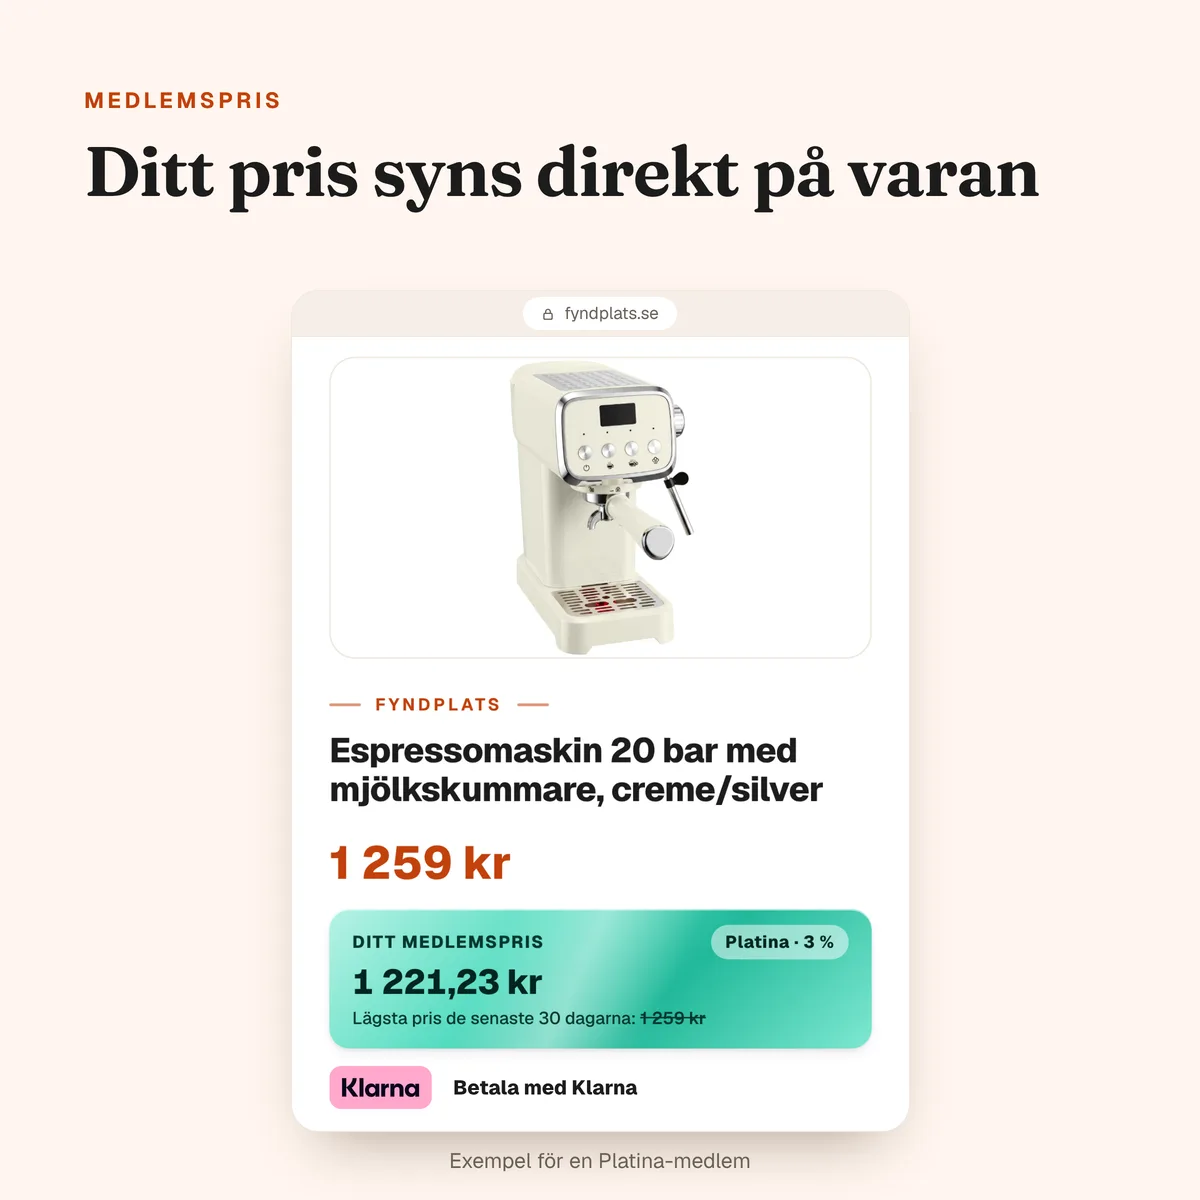 MEDLEMSPRIS
Ditt pris syns direkt på varan
fyndplats.se
FYNDPLATS
Espressomaskin 20 bar med
mjölkskummare, creme/silver
1 259 kr
DITT MEDLEMSPRIS
Platina · 3 %
1 221,23 kr
Lägsta pris de senaste 30 dagarna: 1 259 kr
Klarna
Betala med Klarna
Exempel för en Platina-medlem